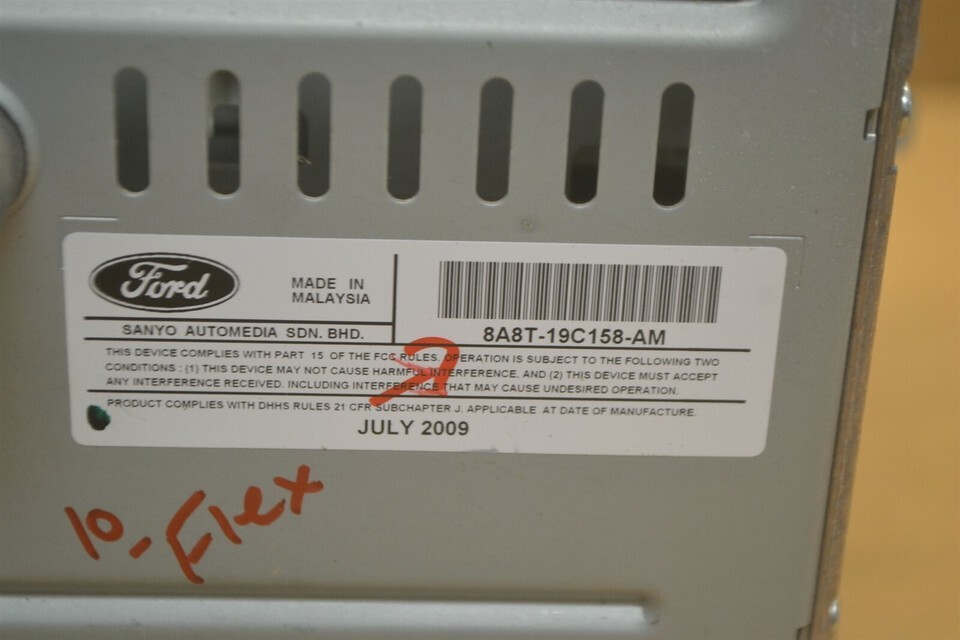 Ford
MADE IN
MALAYSIA
SANYO AUTOMEDIA SDN. BHD.
8A8T-19C158-AM
THIS DEVICE COMPLIES WITH PART 15 OF THE FCC RULES. OPERATION IS SUBJECT TO THE FOLLOWING TWO
CONDITIONS : (1) THIS DEVICE MAY NOT CAUSE HARMFUL INTERFERENCE. AND (2) THIS DEVICE MUST ACCEPT
ANY INTERFERENCE RECEIVED. INCLUDING INTERFERENCE THAT MAY CAUSE UNDESIRED OPERATION.
PRODUCT COMPLIES WITH DHHS RULES 21 CFR SUBCHAPTER J. APPLICABLE AT DATE OF MANUFACTURE.
JULY 2009
10-Flex